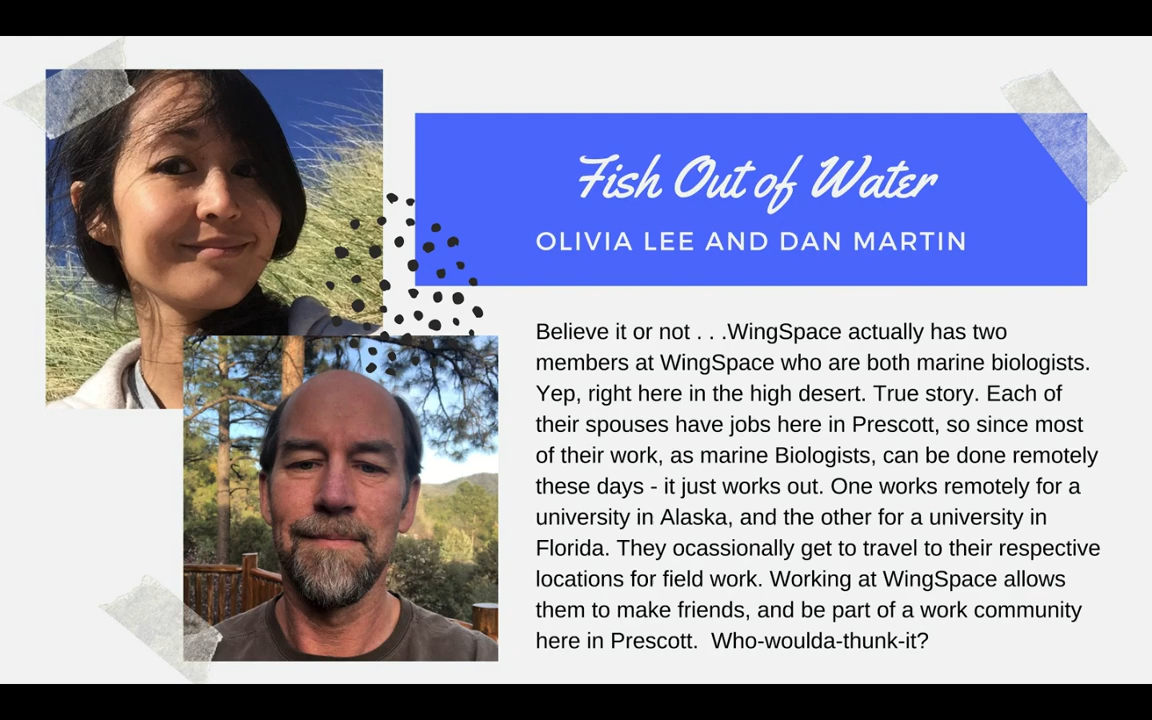 Fish Out of Water
OLIVIA LEE AND DAN MARTIN
Believe it or not . . .WingSpace actually has two
members at WingSpace who are both marine biologists.
Yep, right here in the high desert. True story. Each of
their spouses have jobs here in Prescott, so since most
of their work, as marine Biologists, can be done remotely
these days - it just works out. One works remotely for a
university in Alaska, and the other for a university in
Florida. They ocassionally get to travel to their respective
locations for field work. Working at WingSpace allows
them to make friends, and be part of a work community
here in Prescott.  Who-woulda-thunk-it?